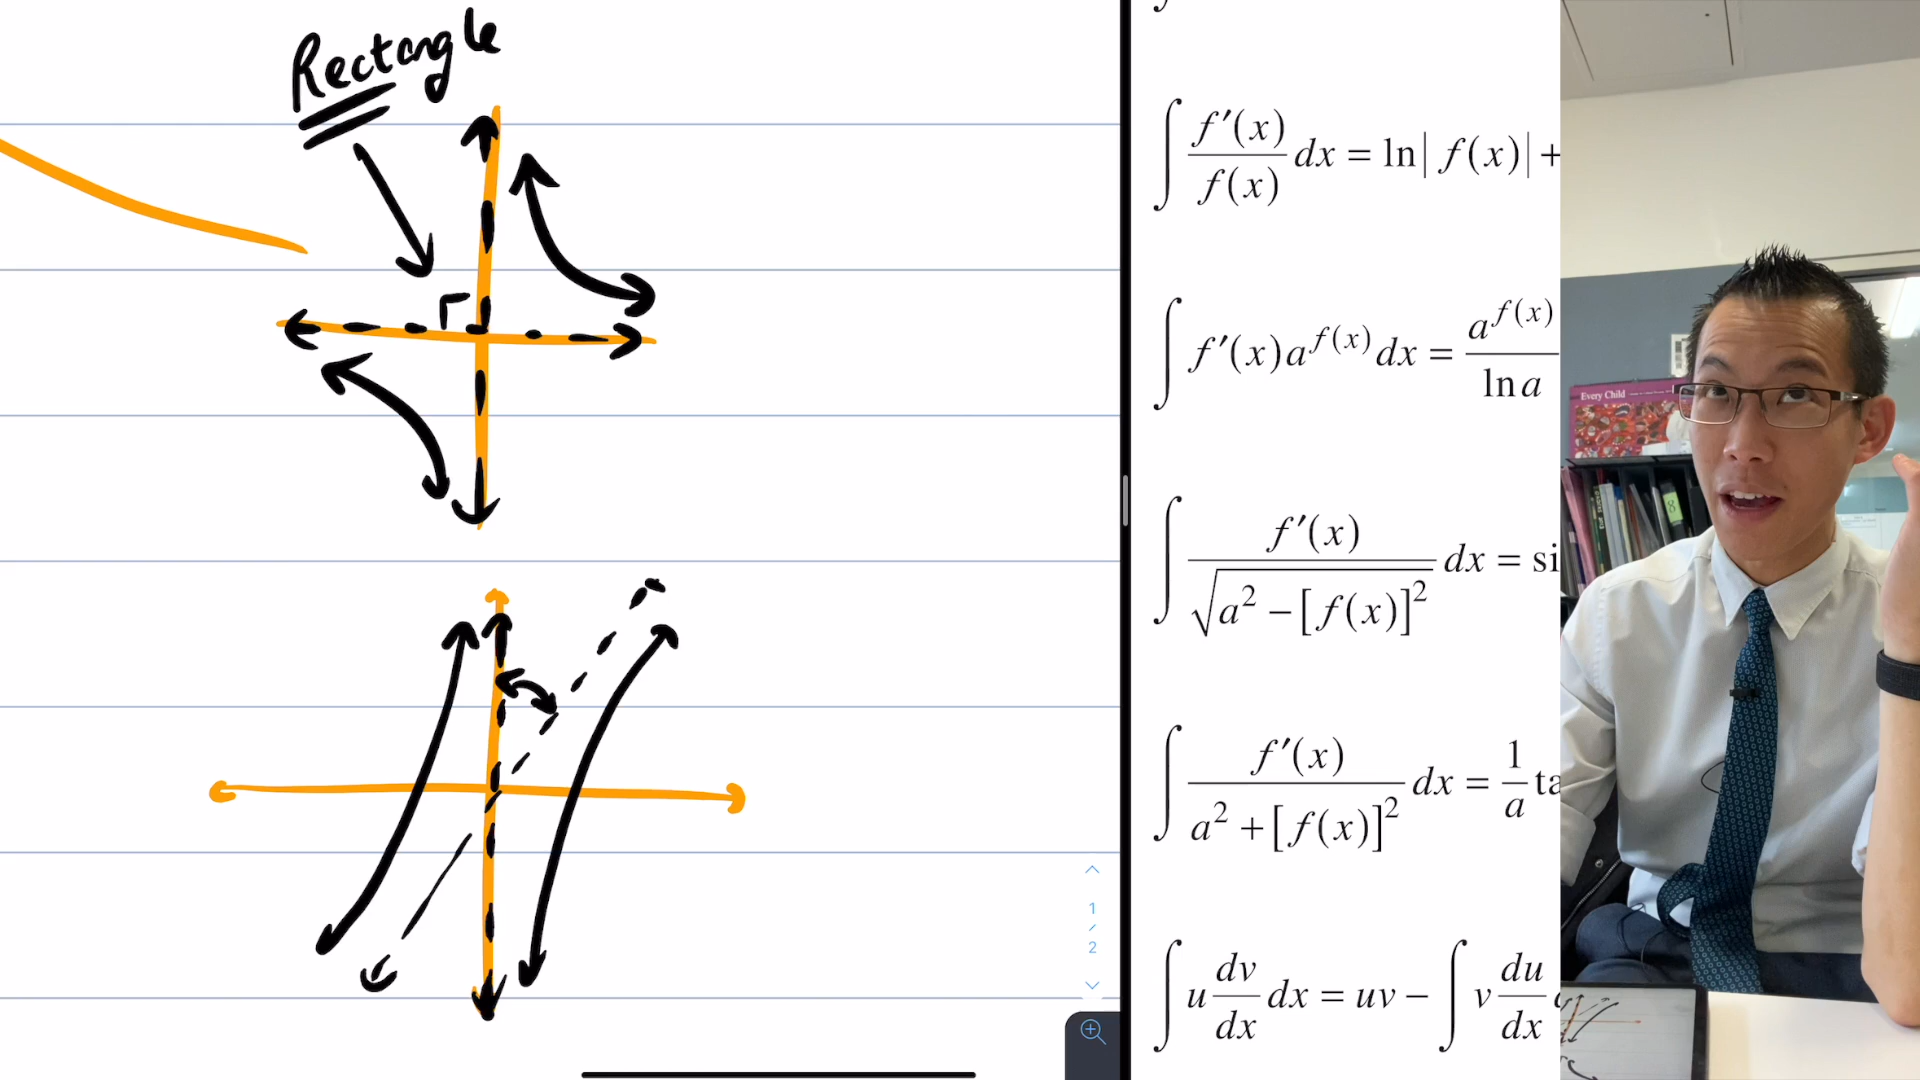 Rectangle
∫ f′(x)/f(x) dx = ln| f(x)| +
∫ f′(x)a^f(x) dx = a^f(x)/ln a
∫ f′(x)/√(a² − [f(x)]²) dx = si
∫ f′(x)/(a² + [f(x)]²) dx = 1/a ta
∫ u dv/dx dx = uv − ∫ v du/dx
1
/
2
Every Child